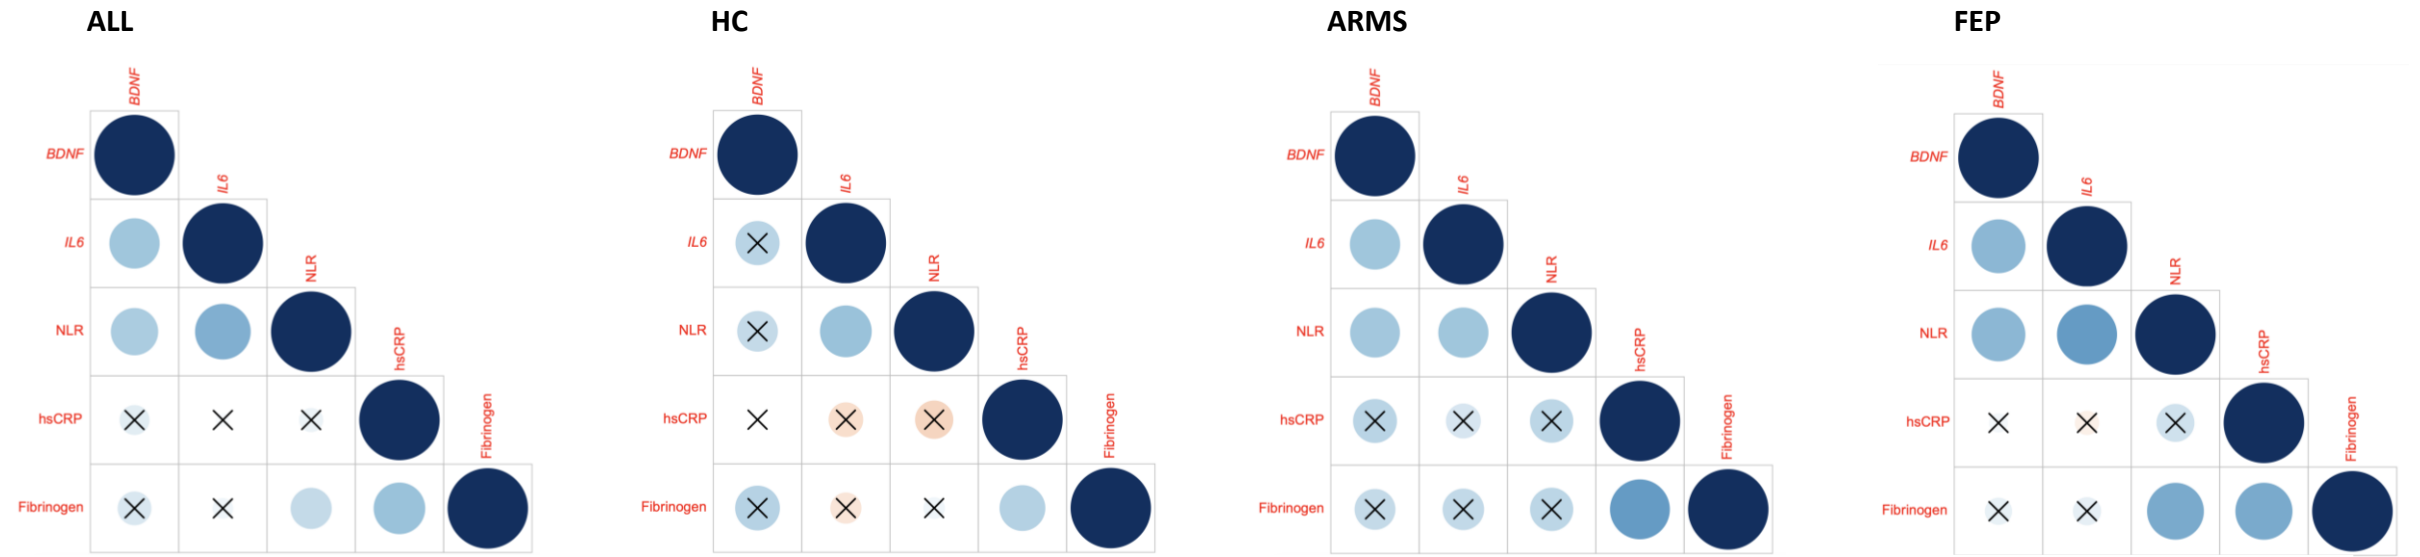 ALL
HC
ARMS
FEP
BDNF
BDNF
IL6
IL6
NLR
NLR
hsCRP
hsCRP
Fibrinogen
Fibrinogen
BDNF
BDNF
IL6
IL6
NLR
NLR
hsCRP
hsCRP
Fibrinogen
Fibrinogen
BDNF
BDNF
IL6
IL6
NLR
NLR
hsCRP
hsCRP
Fibrinogen
Fibrinogen
BDNF
BDNF
IL6
IL6
NLR
NLR
hsCRP
hsCRP
Fibrinogen
Fibrinogen